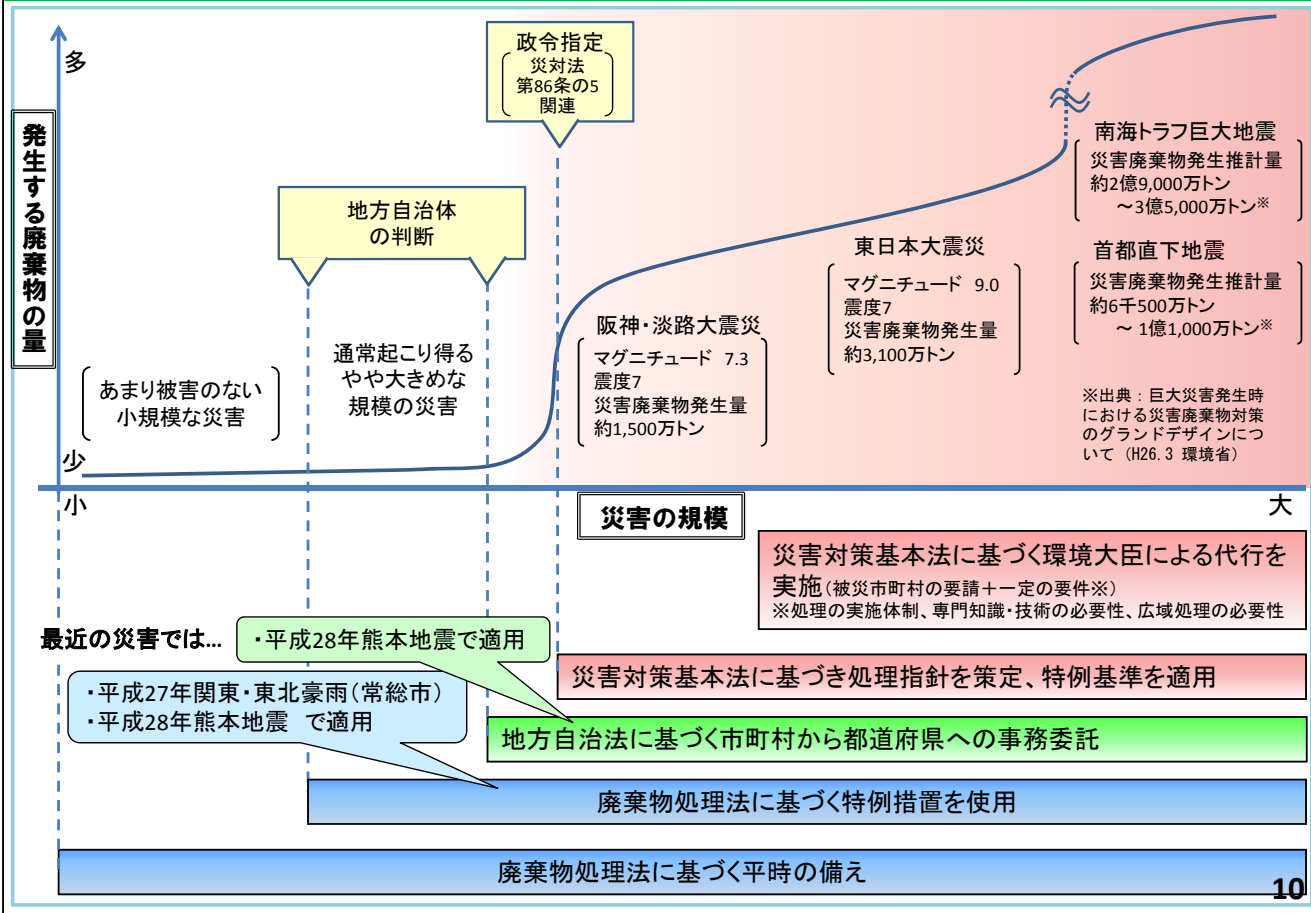 多
発生する廃棄物の量
少
小
災害の規模
大
政令指定
災対法
第86条の5
関連
地方自治体
の判断
あまり被害のない
小規模な災害
通常起こり得る
やや大きめな
規模の災害
阪神・淡路大震災
マグニチュード 7.3
震度7
災害廃棄物発生量
約1,500万トン
東日本大震災
マグニチュード 9.0
震度7
災害廃棄物発生量
約3,100万トン
南海トラフ巨大地震
災害廃棄物発生推計量
約2億9,000万トン
～3億5,000万トン※
首都直下地震
災害廃棄物発生推計量
約6千500万トン
～ 1億1,000万トン※
※出典：巨大災害発生時
における災害廃棄物対策
のグランドデザインにつ
いて（H26.3 環境省）
災害対策基本法に基づく環境大臣による代行を
実施(被災市町村の要請＋一定の要件※)
※処理の実施体制、専門知識・技術の必要性、広域処理の必要性
最近の災害では…
・平成28年熊本地震で適用
災害対策基本法に基づき処理指針を策定、特例基準を適用
・平成27年関東・東北豪雨（常総市）
・平成28年熊本地震 で適用
地方自治法に基づく市町村から都道府県への事務委託
廃棄物処理法に基づく特例措置を使用
廃棄物処理法に基づく平時の備え
10